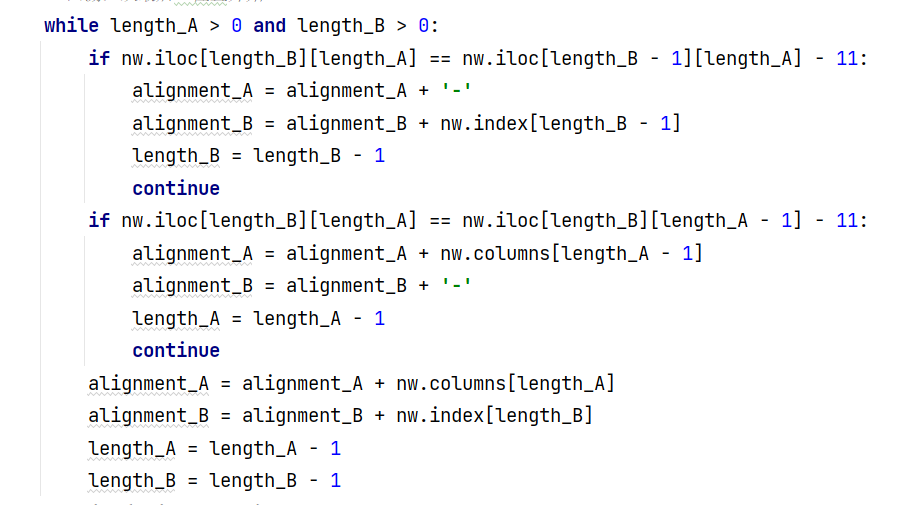 while length_A > 0 and length_B > 0:
if nw.iloc[length_B][length_A] == nw.iloc[length_B - 1][length_A] - 11:
alignment_A = alignment_A + '-'
alignment_B = alignment_B + nw.index[length_B - 1]
length_B = length_B - 1
continue
if nw.iloc[length_B][length_A] == nw.iloc[length_B][length_A - 1] - 11:
alignment_A = alignment_A + nw.columns[length_A - 1]
alignment_B = alignment_B + '-'
length_A = length_A - 1
continue
alignment_A = alignment_A + nw.columns[length_A]
alignment_B = alignment_B + nw.index[length_B]
length_A = length_A - 1
length_B = length_B - 1